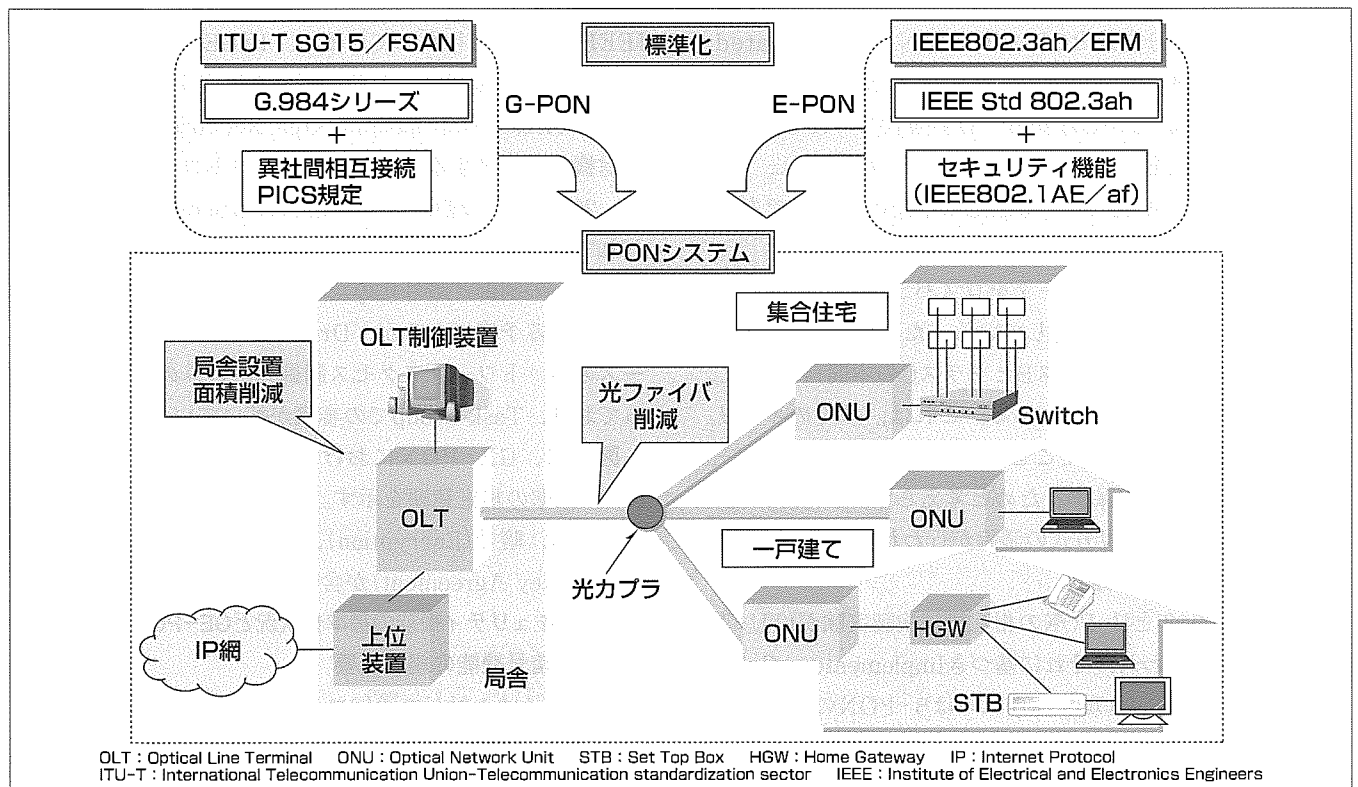 ITU-T SG15／FSAN
G.984シリーズ
+
異社間相互接続
PICS規定
G-PON
標準化
E-PON
IEEE802.3ah／EFM
IEEE Std 802.3ah
+
セキュリティ機能
(IEEE802.1AE／af)
PONシステム
局舎設置
面積削減
OLT制御装置
OLT
上位
装置
局舎
IP網
光ファイバ
削減
光カプラ
集合住宅
ONU
Switch
ONU
一戸建て
ONU
HGW
STB
OLT：Optical Line Terminal ONU：Optical Network Unit STB：Set Top Box HGW：Home Gateway IP：Internet Protocol
ITU-T：International Telecommunication Union-Telecommunication standardization sector IEEE：Institute of Electrical and Electronics Engineers